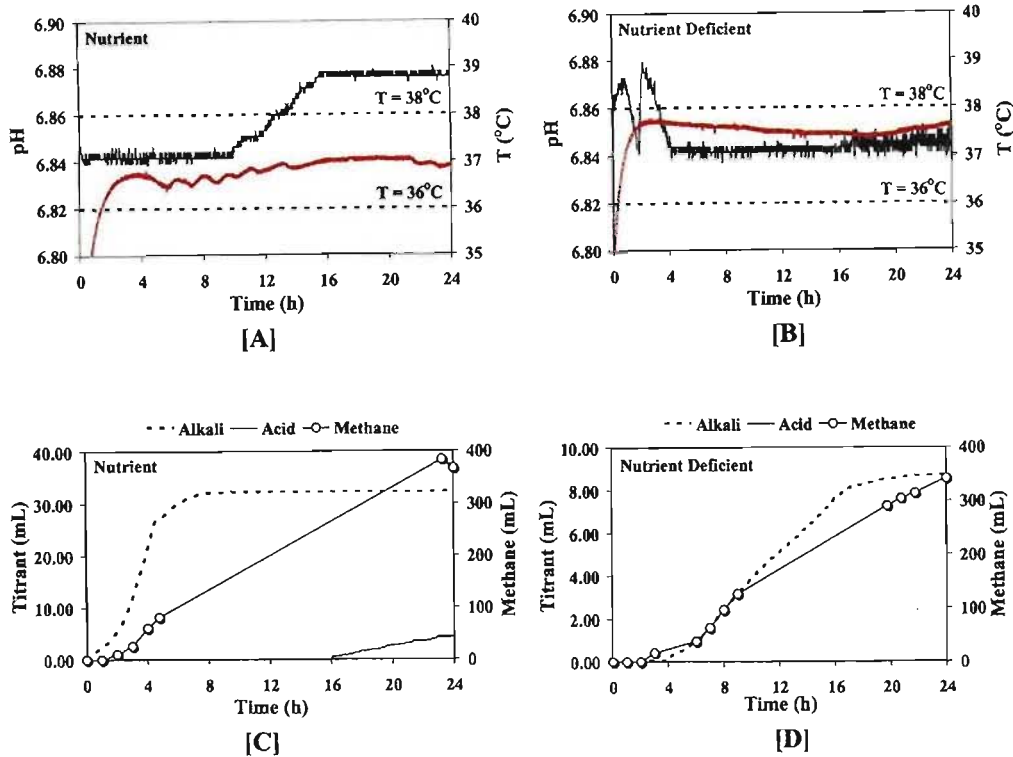 6.90
6.88
6.86
6.84
6.82
6.80
pH
Nutrient
T = 38°C
T = 36°C
40
39
38
37
36
35
T (°C)
0 4 8 12 16 20 24
Time (h)
[A]
6.90
6.88
6.86
6.84
6.82
6.80
pH
Nutrient Deficient
T = 38°C
T = 36°C
40
39
38
37
36
35
T (°C)
0 4 8 12 16 20 24
Time (h)
[B]
Alkali Acid Methane
40.00
30.00
20.00
10.00
0.00
Titrant (mL)
Nutrient
400
300
200
100
0
Methane (mL)
0 4 8 12 16 20 24
Time (h)
[C]
Alkali Acid Methane
10.00
8.00
6.00
4.00
2.00
0.00
Titrant (mL)
Nutrient Deficient
400
300
200
100
0
Methane (mL)
0 4 8 12 16 20 24
Time (h)
[D]